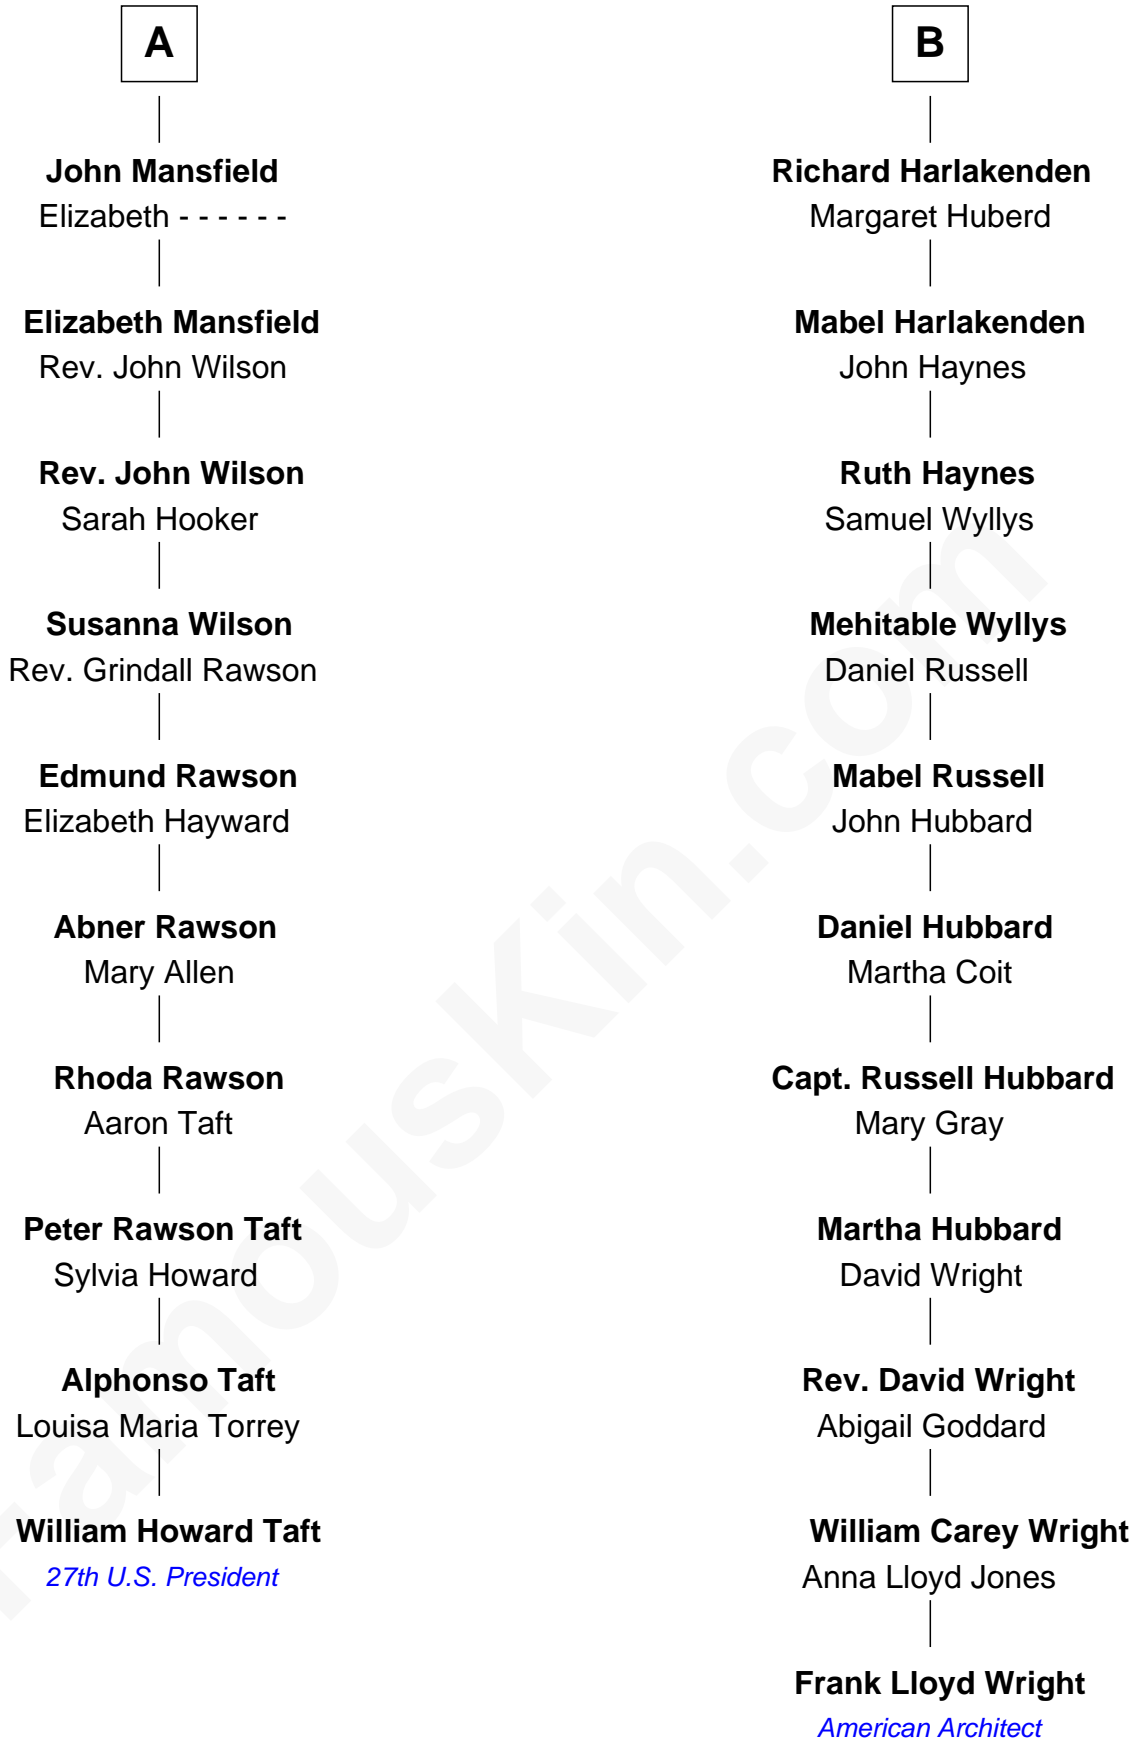 A
John Mansfield
Elizabeth - - - - - -
Elizabeth Mansfield
Rev. John Wilson
Rev. John Wilson
Sarah Hooker
Susanna Wilson
Rev. Grindall Rawson
Edmund Rawson
Elizabeth Hayward
Abner Rawson
Mary Allen
Rhoda Rawson
Aaron Taft
Peter Rawson Taft
Sylvia Howard
Alphonso Taft
Louisa Maria Torrey
William Howard Taft
27th U.S. President
B
Richard Harlakenden
Margaret Huberd
Mabel Harlakenden
John Haynes
Ruth Haynes
Samuel Wyllys
Mehitable Wyllys
Daniel Russell
Mabel Russell
John Hubbard
Daniel Hubbard
Martha Coit
Capt. Russell Hubbard
Mary Gray
Martha Hubbard
David Wright
Rev. David Wright
Abigail Goddard
William Carey Wright
Anna Lloyd Jones
Frank Lloyd Wright
American Architect
FamousKin.com